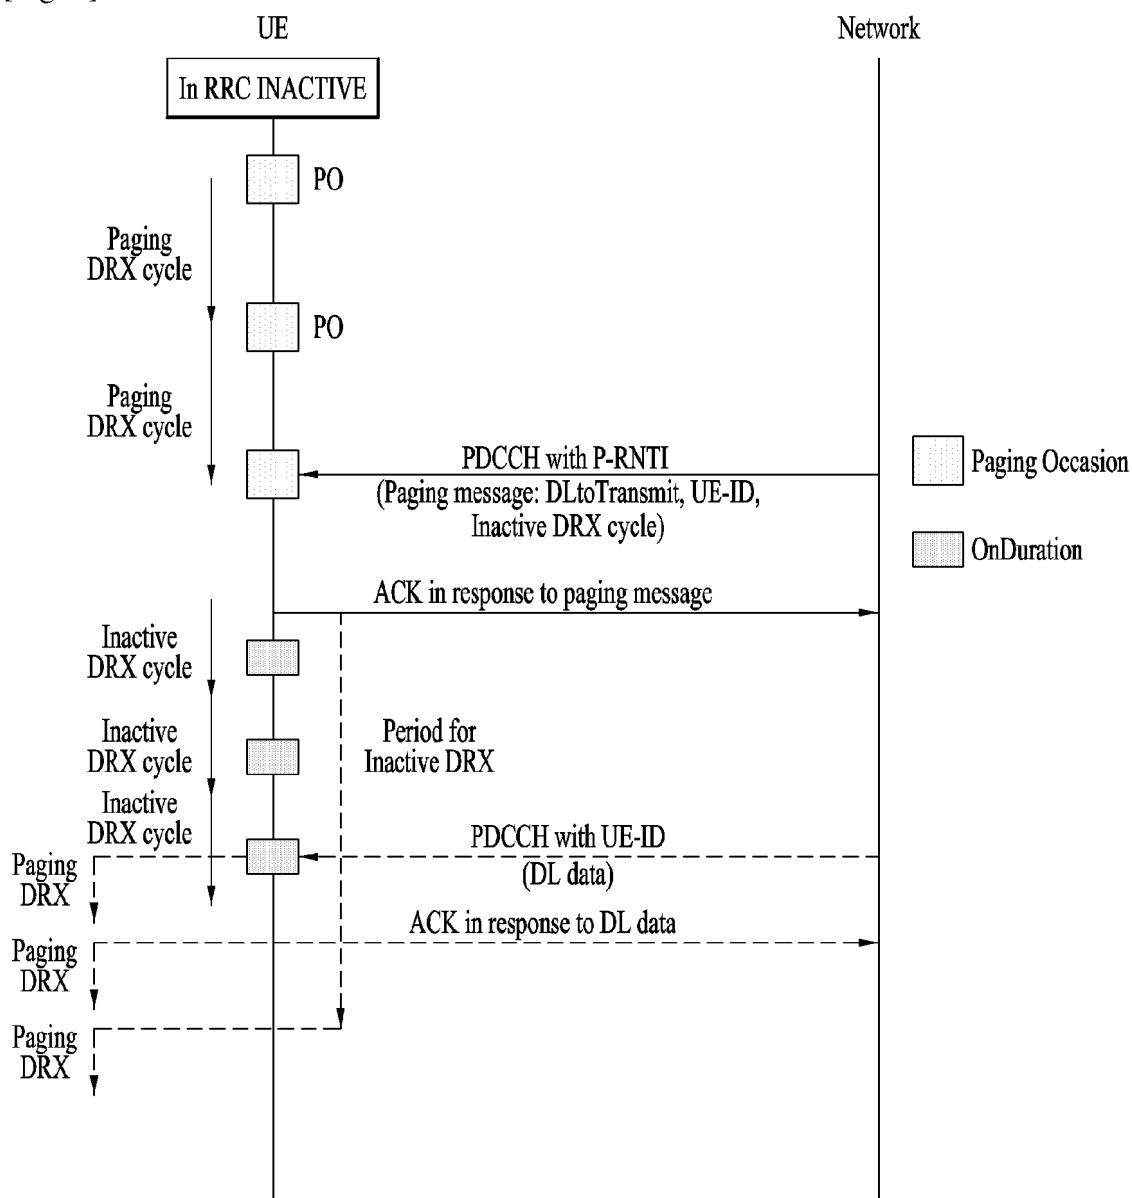 UE
Network
In RRC INACTIVE
PO
Paging
DRX cycle
PO
Paging
DRX cycle
PDCCH with P-RNTI
(Paging message: DLtoTransmit, UE-ID,
Inactive DRX cycle)
Paging Occasion
OnDuration
ACK in response to paging message
Inactive
DRX cycle
Inactive
DRX cycle
Period for
Inactive DRX
Inactive
DRX cycle
PDCCH with UE-ID
(DL data)
Paging
DRX
ACK in response to DL data
Paging
DRX
Paging
DRX